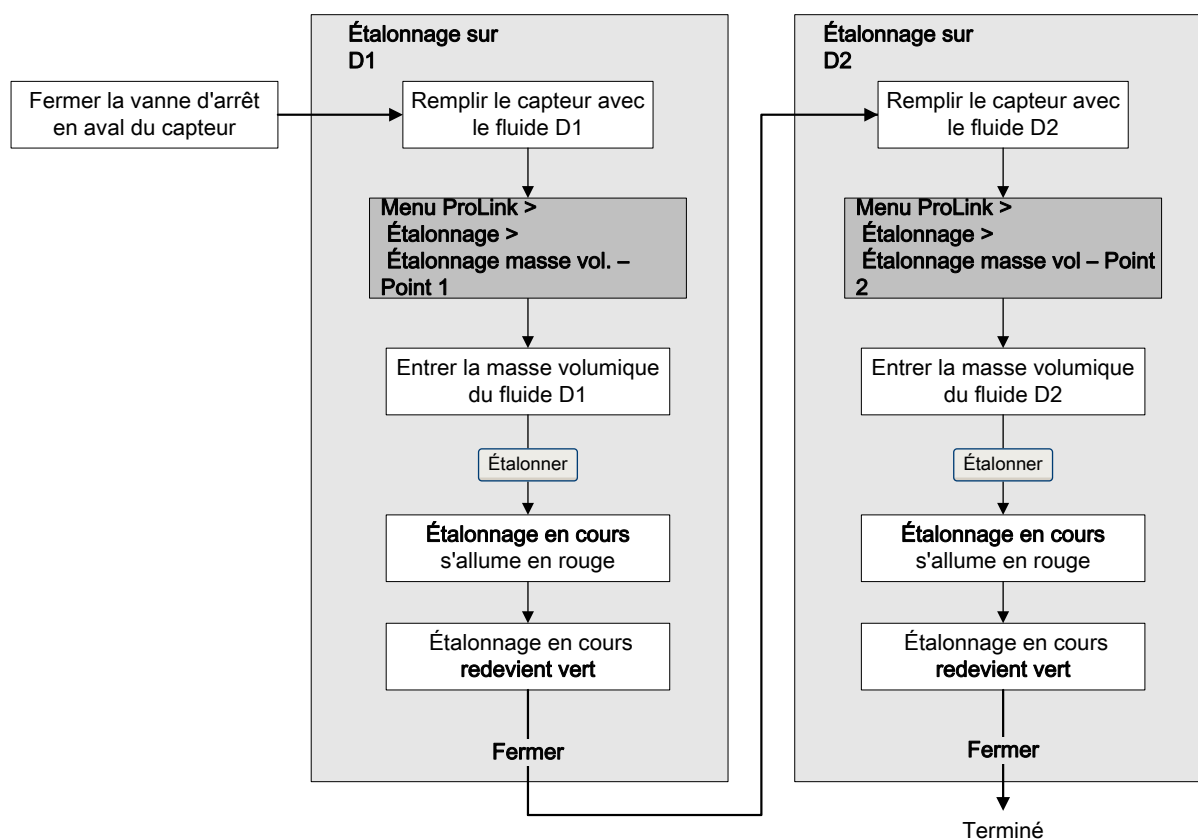 Fermer la vanne d'arrêt
en aval du capteur
Étalonnage sur
D1
Remplir le capteur avec
le fluide D1
Menu ProLink >
Étalonnage >
Étalonnage masse vol. –
Point 1
Entrer la masse volumique
du fluide D1
Étalonner
Étalonnage en cours
s'allume en rouge
Étalonnage en cours
redevient vert
Fermer
Étalonnage sur
D2
Remplir le capteur avec
le fluide D2
Menu ProLink >
Étalonnage >
Étalonnage masse vol – Point
2
Entrer la masse volumique
du fluide D2
Étalonner
Étalonnage en cours
s'allume en rouge
Étalonnage en cours
redevient vert
Fermer
Terminé